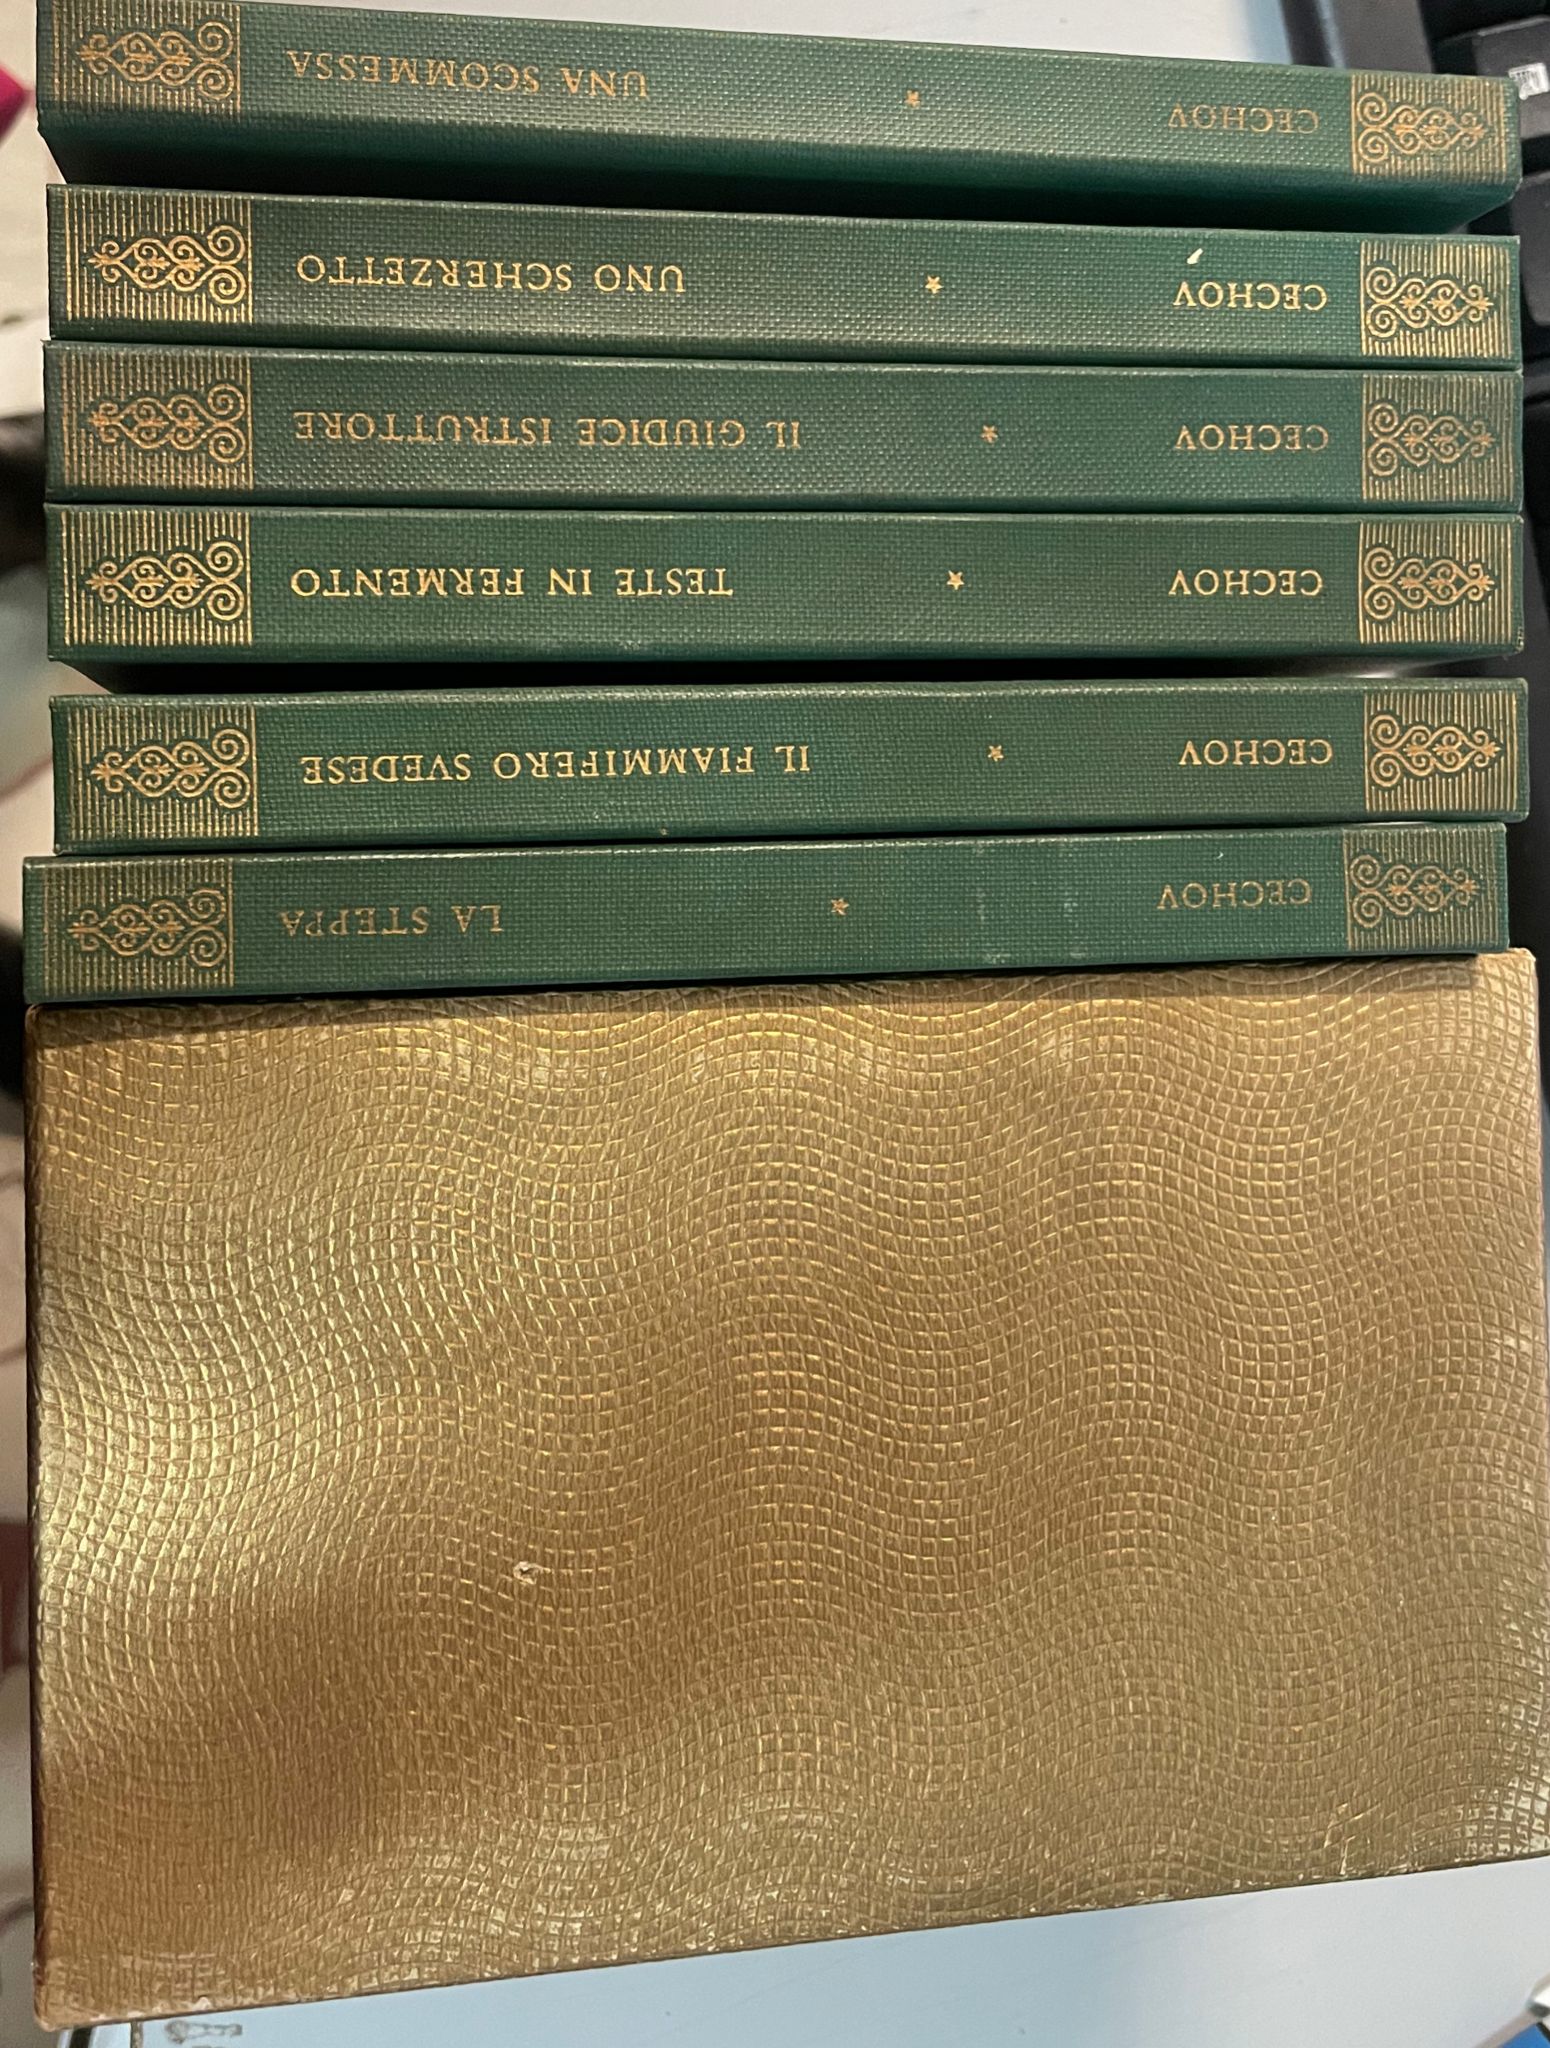 CECHOV LA STEPPA
CECHOV IL FIAMMIFERO SVEDESE
CECHOV TESTE IN FERMENTO
CECHOV IL GIUDICE ISTRUTTORE
CECHOV UNO SCHERZETTO
CECHOV UNA SCOMMESSA